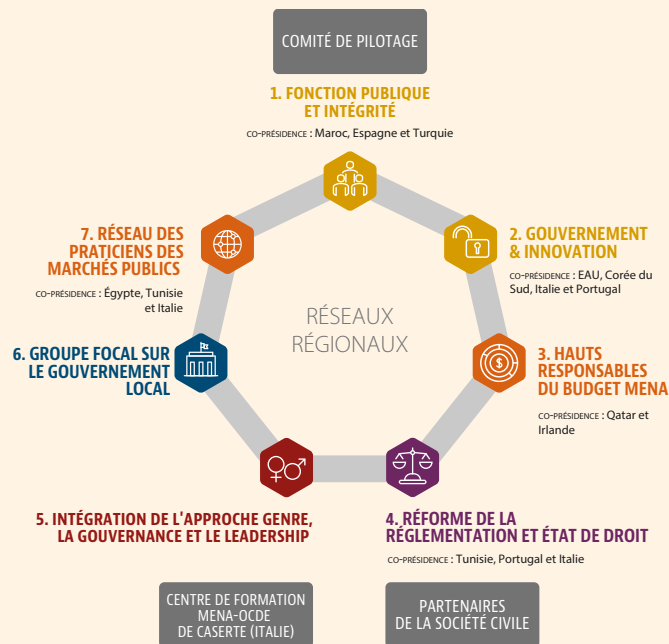 COMITÉ DE PILOTAGE
1. FONCTION PUBLIQUE
ET INTÉGRITÉ
CO-PRÉSIDENCE : Maroc, Espagne et Turquie
2. GOUVERNEMENT
& INNOVATION
CO-PRÉSIDENCE : EAU, Corée du
Sud, Italie et Portugal
3. HAUTS
RESPONSABLES
DU BUDGET MENA
CO-PRÉSIDENCE : Qatar et
Irlande
4. RÉFORME DE LA
RÉGLEMENTATION ET ÉTAT DE DROIT
CO-PRÉSIDENCE : Tunisie, Portugal et Italie
5. INTÉGRATION DE L'APPROCHE GENRE,
LA GOUVERNANCE ET LE LEADERSHIP
6. GROUPE FOCAL SUR
LE GOUVERNEMENT
LOCAL
7. RÉSEAU DES
PRATICIENS DES
MARCHÉS PUBLICS
CO-PRÉSIDENCE : Égypte, Tunisie
et Italie
RÉSEAUX
RÉGIONAUX
$
CENTRE DE FORMATION
MENA-OCDE
DE CASERTE (ITALIE)
PARTENAIRES
DE LA SOCIÉTÉ CIVILE